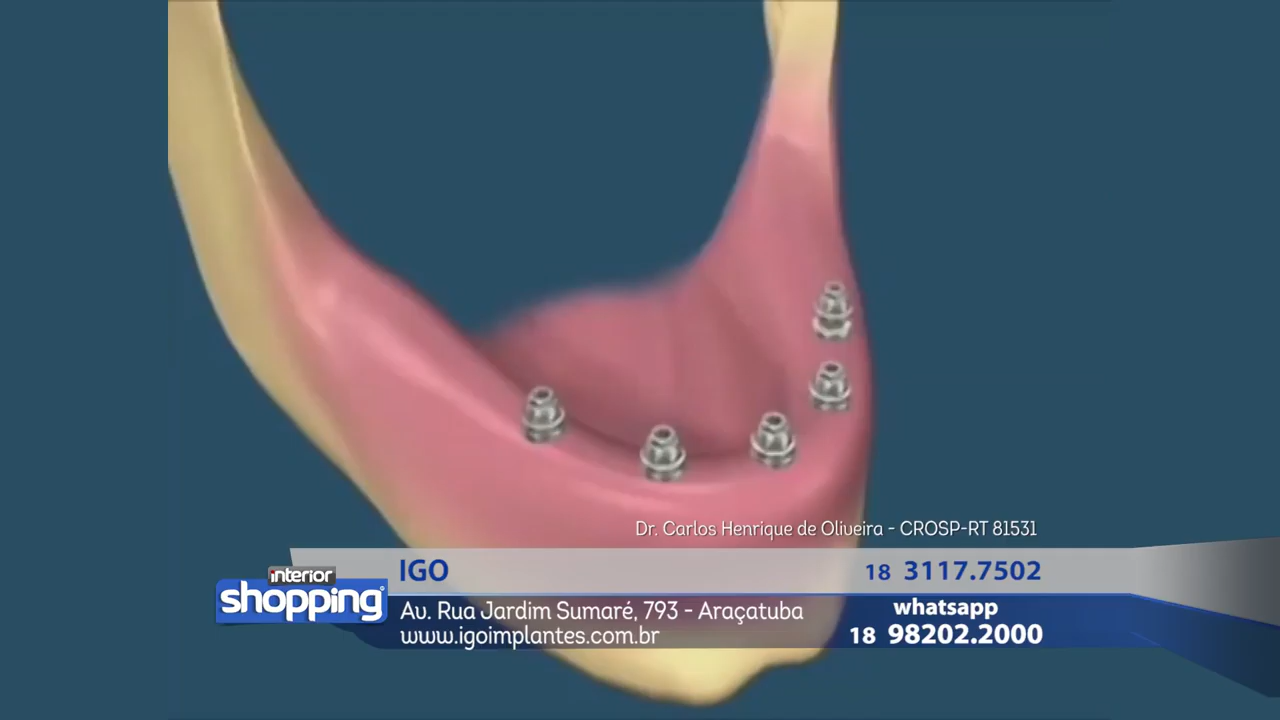 Dr. Carlos Henrique de Oliveira - CROSP-RT 81531
interior
shopping
IGO
18 3117.7502
Av. Rua Jardim Sumaré, 793 - Araçatuba
www.igoimplantes.com.br
whatsapp
18 98202.2000